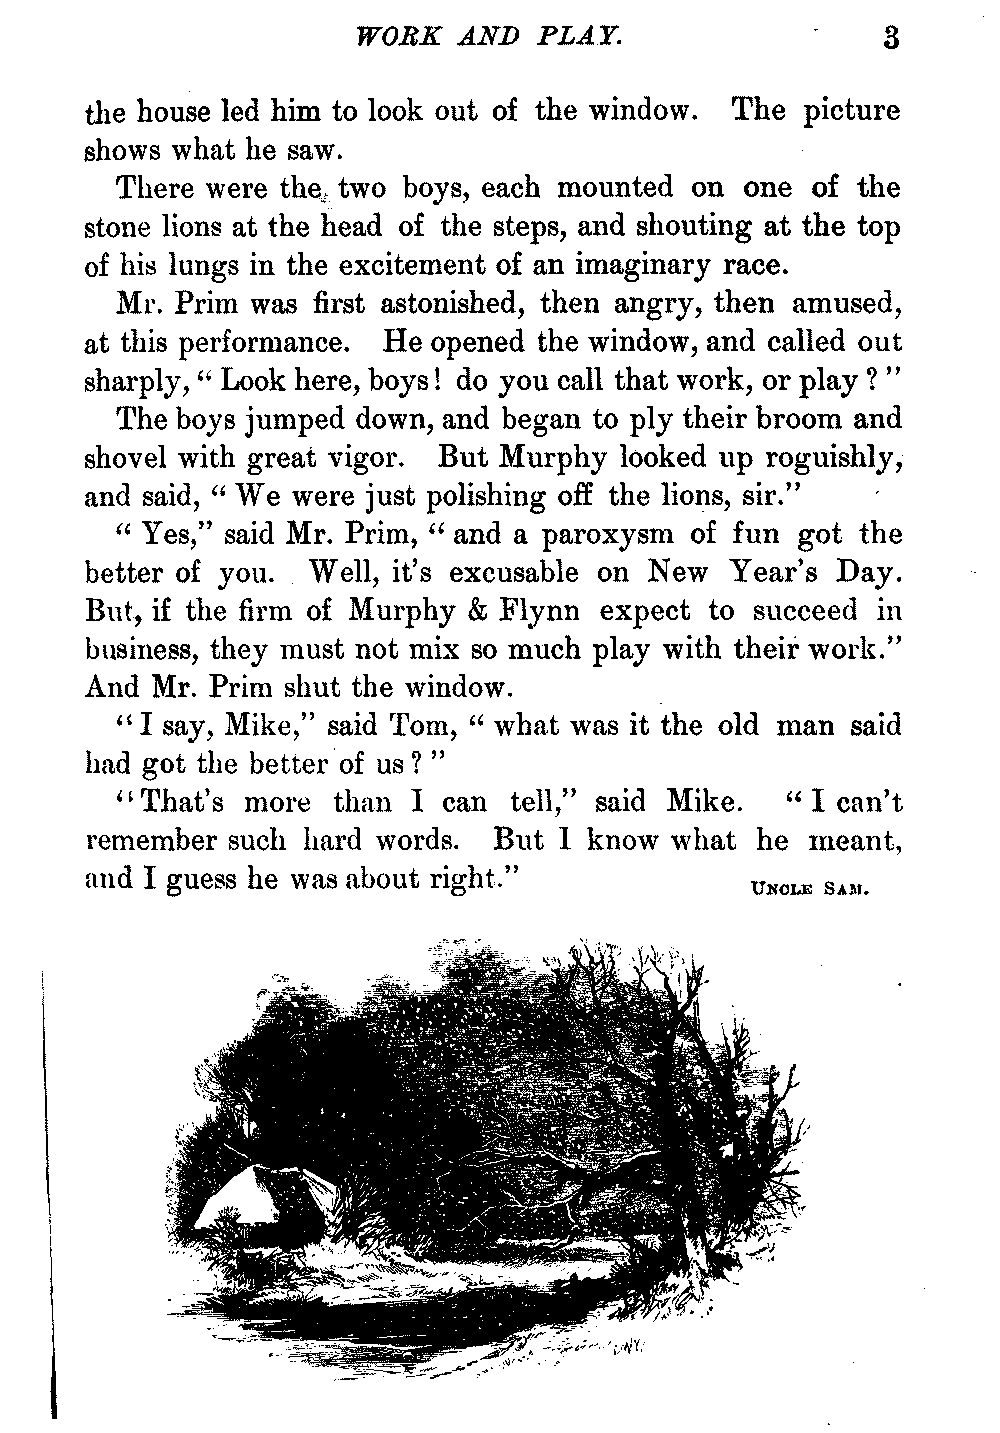 WORK AND PLAY. 3
the house led him to look out of the window. The picture
shows what he saw.
There were the two boys, each mounted on one of the
stone lions at the head of the steps, and shouting at the top
of his lungs in the excitement of an imaginary race.
Mr. Prim was first astonished, then angry, then amused,
at this performance. He opened the window, and called out
sharply, “ Look here, boys! do you call that work, or play ? ”
The boys jumped down, and began to ply their broom and
shovel with great vigor. But Murphy looked up roguishly,
and said, “ We were just polishing off the lions, sir.”
“ Yes,” said Mr. Prim, “ and a paroxysm of fun got the
better of you. Well, it’s excusable on New Year’s Day.
But, if the firm of Murphy & Flynn expect to succeed in
business, they must not mix so much play with their work.”
And Mr. Prim shut the window.
“ I say, Mike,” said Tom, “ what was it the old man said
had got the better of us ? ”
“ That’s more than I can tell,” said Mike. “ I can’t
remember such hard words. But I know what he meant,
and I guess he was about right.”
UNCLE SAM.